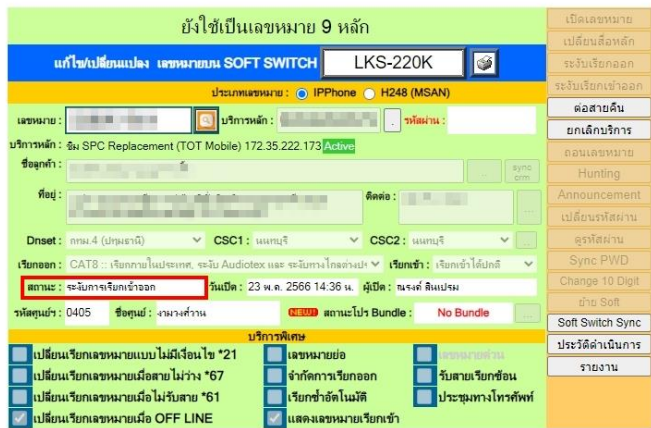 ยังใช้เป็นเลขหมาย 9 หลัก
แก้ไข/เปลี่ยนแปลง เลขหมายบน SOFT SWITCH LKS-220K
ประเภทเลขหมาย : IPPhone H248 (MSAN)
เลขหมาย : บริการหลัก : . รหัสผ่าน :
บริการหลัก : ซิม SPC Replacement (TOT Mobile) 172.35.222.173 Active
ชื่อลูกค้า : ... sync crm
ที่อยู่ : ติดต่อ : ...
Dnset : กทม.4 (ปทุมธานี) CSC1 : นนทบุรี CSC2 : นนทบุรี
เรียกออก : CAT8 :: เรียกภายในประเทศ, ระงับ Audiotex และ ระงับทางไกลต่างปร เรียกเข้า : เรียกเข้าได้ปกติ
สถานะ : ระงับการเรียกเข้าออก วันเปิด : 23 พ.ค. 2566 14:36 น. ผู้เปิด : ณรงค์ สินเปรม
รหัสศูนย์ฯ : 0405 ชื่อศูนย์ : งามวงศ์วาน NEW! สถานะโปร Bundle : No Bundle ...
บริการพิเศษ
เปลี่ยนเรียกเลขหมายแบบ ไม่มีเงื่อนไข *21 เลขหมายย่อ เลขหมายด่วน
เปลี่ยนเรียกเลขหมายเมื่อสายไม่ว่าง *67 จำกัดการเรียกออก รับสายเรียกซ้อน
เปลี่ยนเรียกเลขหมายเมื่อไม่รับสาย *61 เรียกซ้ำอัตโนมัติ ประชุมทางโทรศัพท์
เปลี่ยนเรียกเลขหมายเมื่อ OFF LINE แสดงเลขหมายเรียกเข้า
เปิดเลขหมาย
เปลี่ยนสื่อหลัก
ระงับเรียกออก
ระงับเรียกเข้าออก
ต่อสายคืน
ยกเลิกบริการ
ถอนเลขหมาย
Hunting
Announcement
เปลี่ยนรหัสผ่าน
ดูรหัสผ่าน
Sync PWD
Change 10 Digit
ย้าย Soft
Soft Switch Sync
ประวัติดำเนินการ
รายงาน